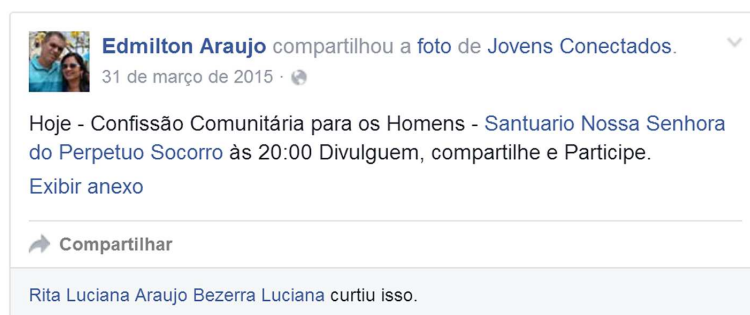 Edmilton Araujo compartilhou a foto de Jovens Conectados.
31 de março de 2015 ·
Hoje - Confissão Comunitária para os Homens - Santuario Nossa Senhora
do Perpetuo Socorro às 20:00 Divulguem, compartilhe e Participe.
Exibir anexo
Compartilhar
Rita Luciana Araujo Bezerra Luciana curtiu isso.